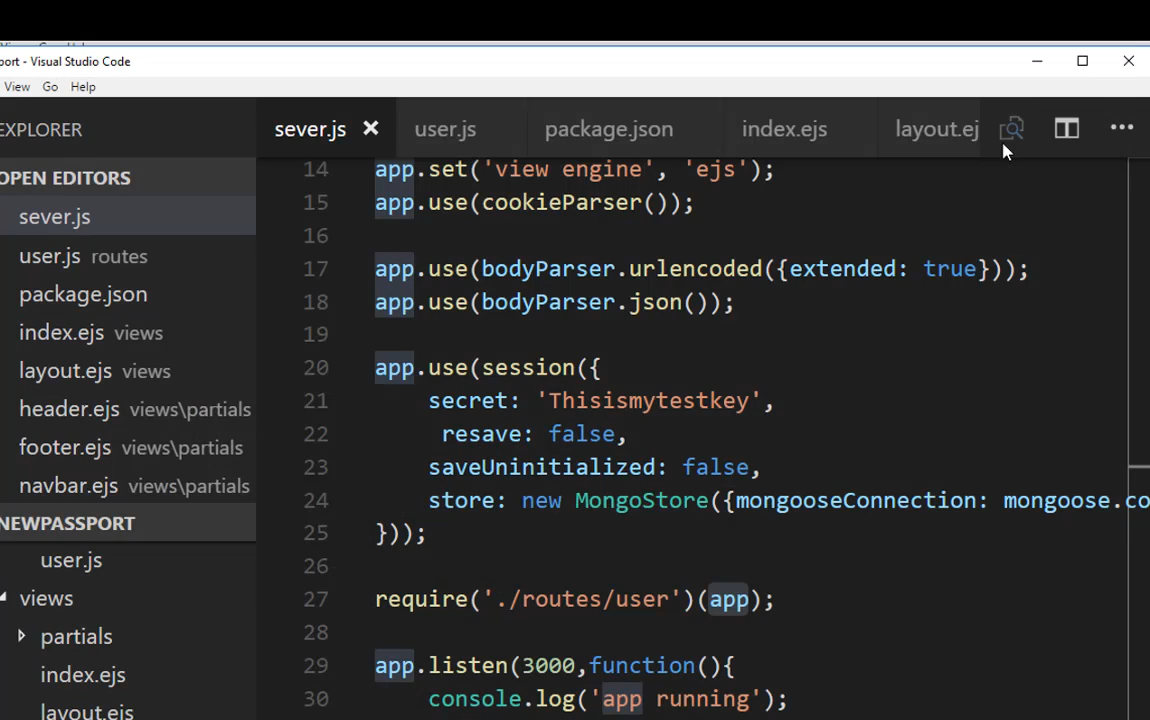 port - Visual Studio Code
View Go Help
EXPLORER
sever.js user.js package.json index.ejs layout.ej
OPEN EDITORS
sever.js
user.js routes
package.json
index.ejs views
layout.ejs views
header.ejs views\partials
footer.ejs views\partials
navbar.ejs views\partials
NEWPASSPORT
user.js
views
partials
index.ejs
layout.ejs
14 app.set('view engine', 'ejs');
15 app.use(cookieParser());
16
17 app.use(bodyParser.urlencoded({extended: true}));
18 app.use(bodyParser.json());
19
20 app.use(session({
21 secret: 'Thisismytestkey',
22 resave: false,
23 saveUninitialized: false,
24 store: new MongoStore({mongooseConnection: mongoose.co
25 }));
26
27 require('./routes/user')(app);
28
29 app.listen(3000,function(){
30 console.log('app running');